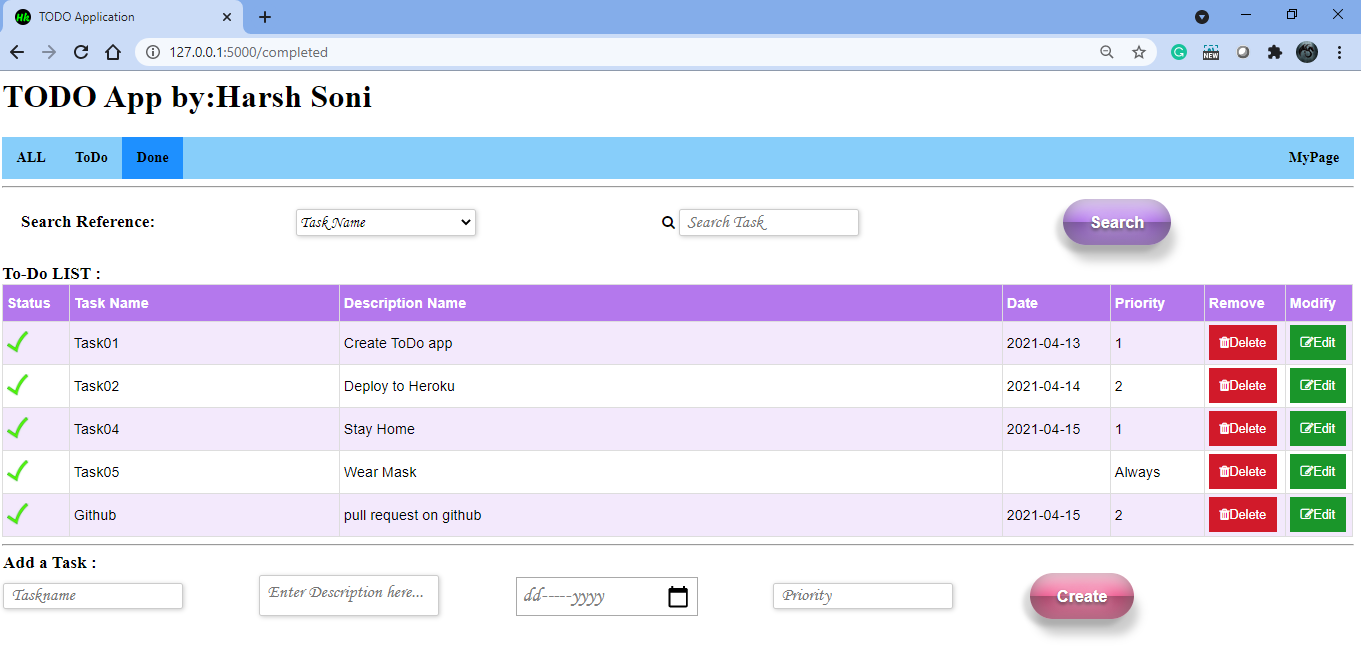 Hk TODO Application
127.0.0.1:5000/completed
NEW
TODO App by:Harsh Soni
ALL ToDo Done MyPage
Search Reference: Task Name Search Task Search
To-Do LIST :
Status Task Name Description Name Date Priority Remove Modify
Task01 Create ToDo app 2021-04-13 1 Delete Edit
Task02 Deploy to Heroku 2021-04-14 2 Delete Edit
Task04 Stay Home 2021-04-15 1 Delete Edit
Task05 Wear Mask Always Delete Edit
Github pull request on github 2021-04-15 2 Delete Edit
Add a Task :
Taskname Enter Description here... dd-----yyyy Priority Create